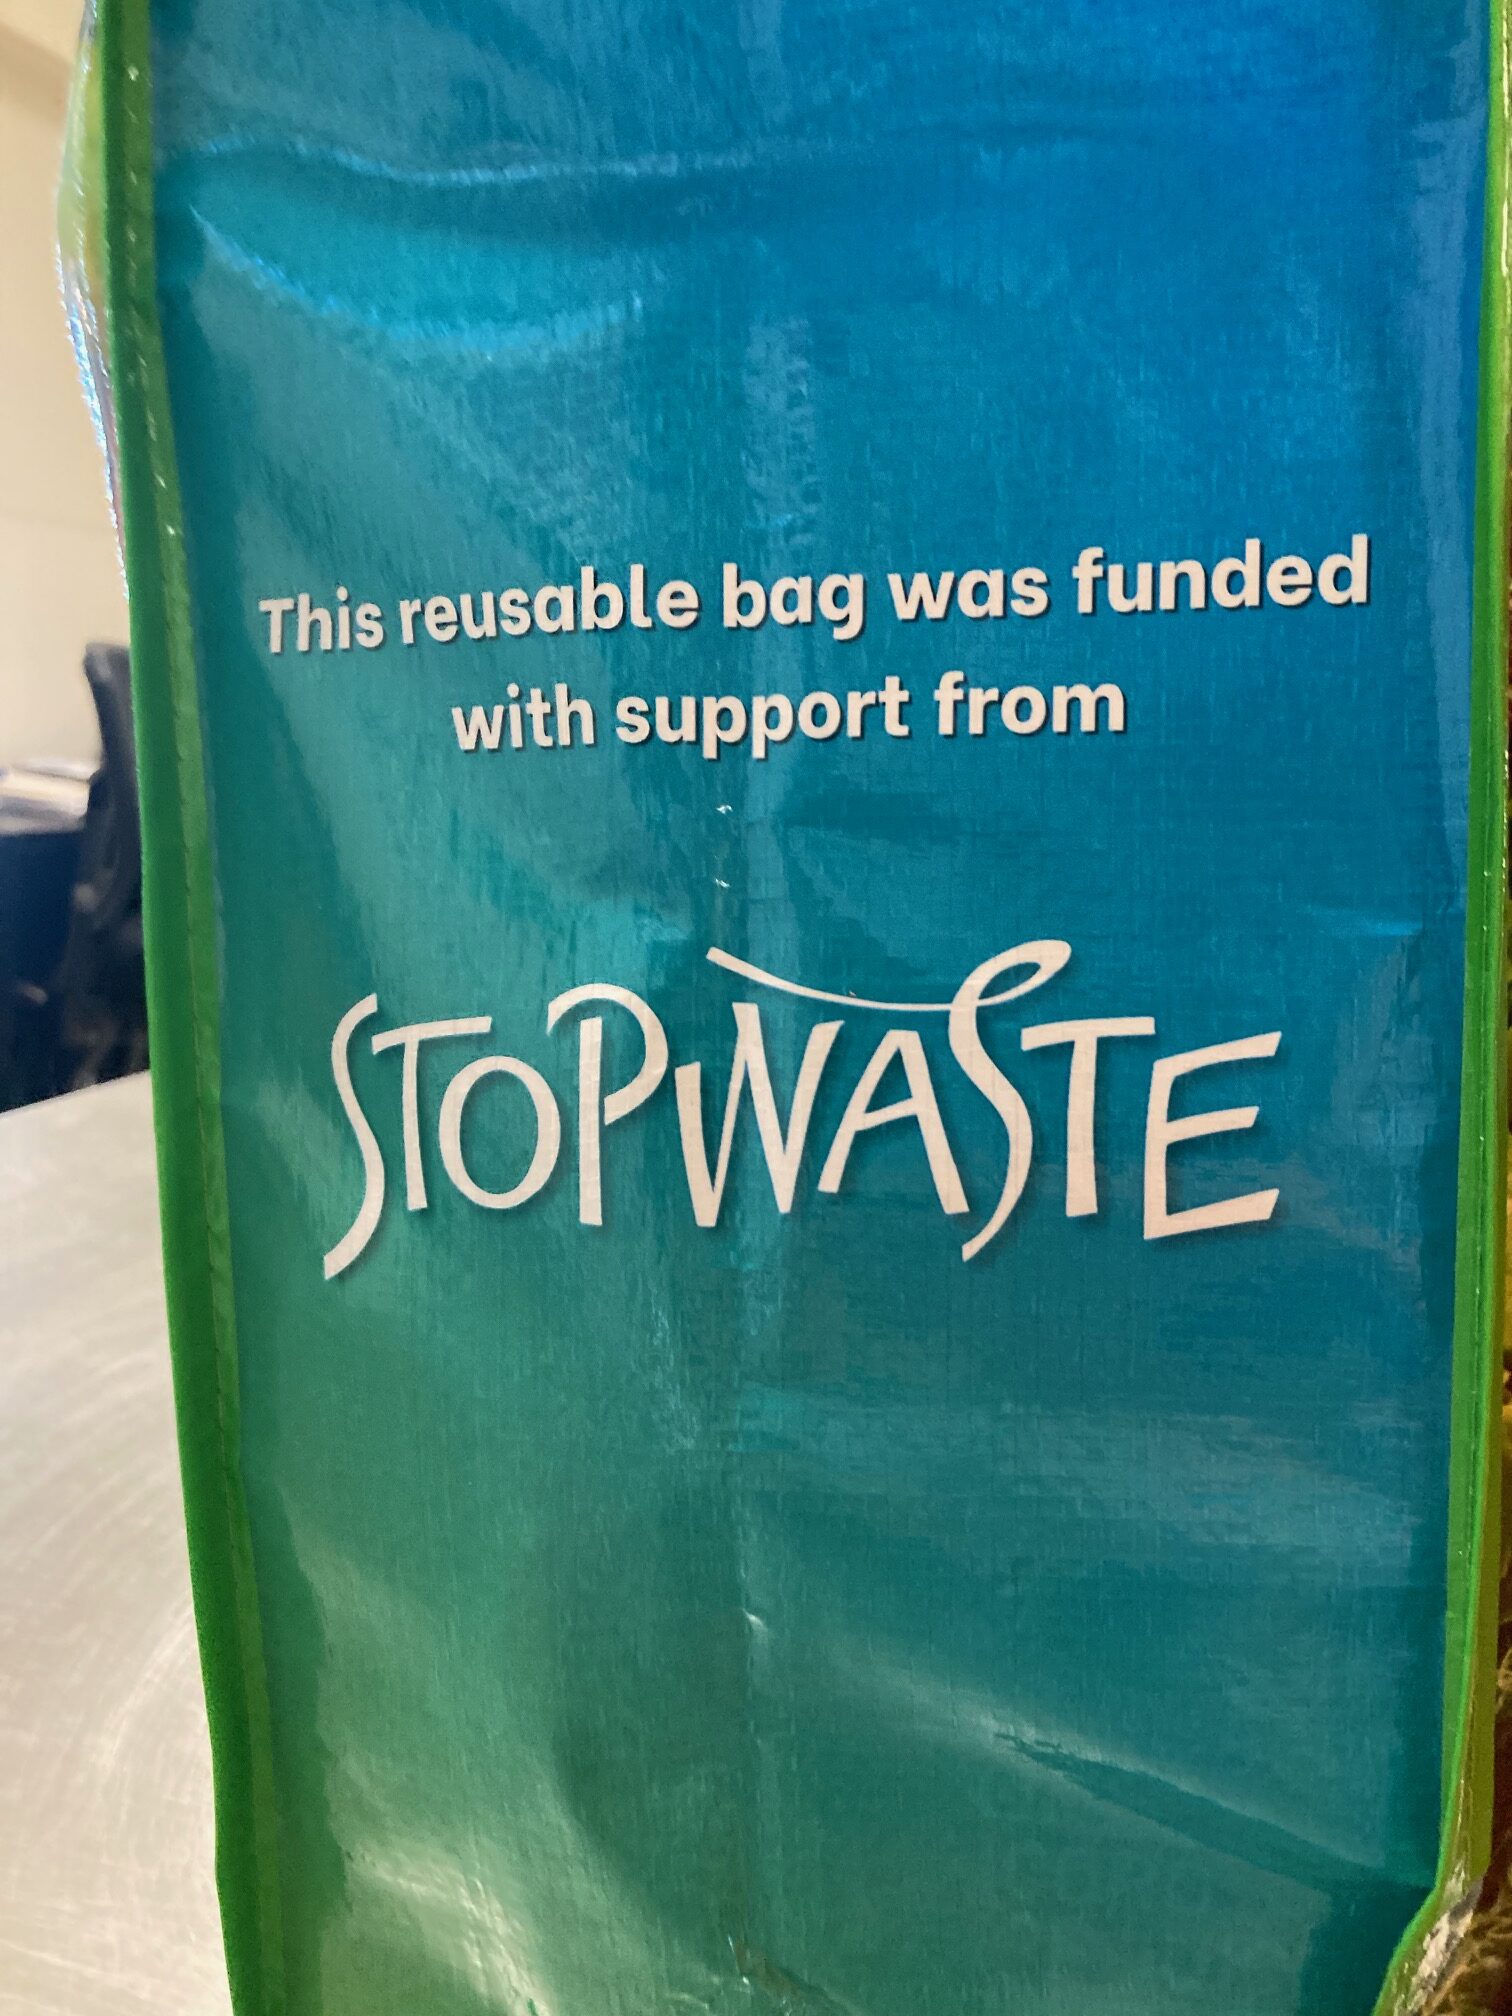 This reusable bag was funded
with support from
STOPWASTE